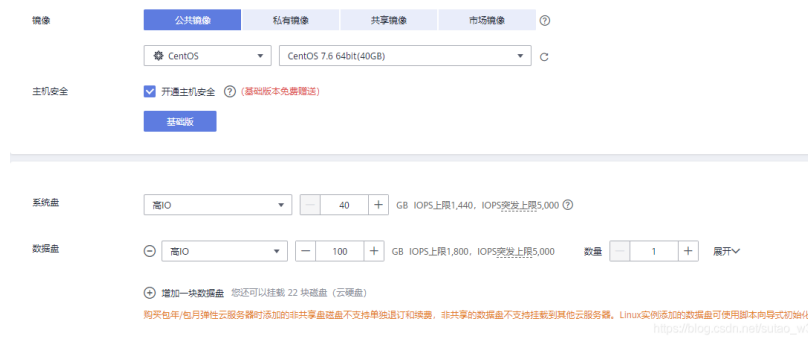 镜像 公共镜像 私有镜像 共享镜像 市场镜像 ?
CentOS CentOS 7.6 64bit(40GB)
主机安全 开通主机安全 ? (基础版本免费赠送)
基础版
系统盘 高IO 40 GB IOPS上限1,440, IOPS突发上限5,000 ?
数据盘 高IO 100 GB IOPS上限1,800, IOPS突发上限5,000 数量 1 展开
增加一块数据盘 您还可以挂载 22 块磁盘(云硬盘)
购买包年/包月弹性云服务器时添加的非共享盘磁盘不支持单独退订和续费,非共享的数据盘不支持挂载到其他云服务器。Linux实例添加的数据盘可使用脚本向导式初始化
https://blog.csdn.net/sutao_w